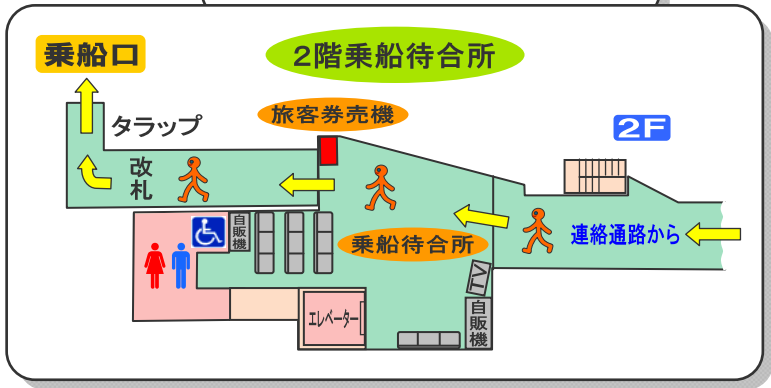 乗船口
2階乗船待合所
旅客券売機
タラップ
2F
改
札
自
販
機
乗船待合所
連絡通路から
TV
エレベーター
自
販
機